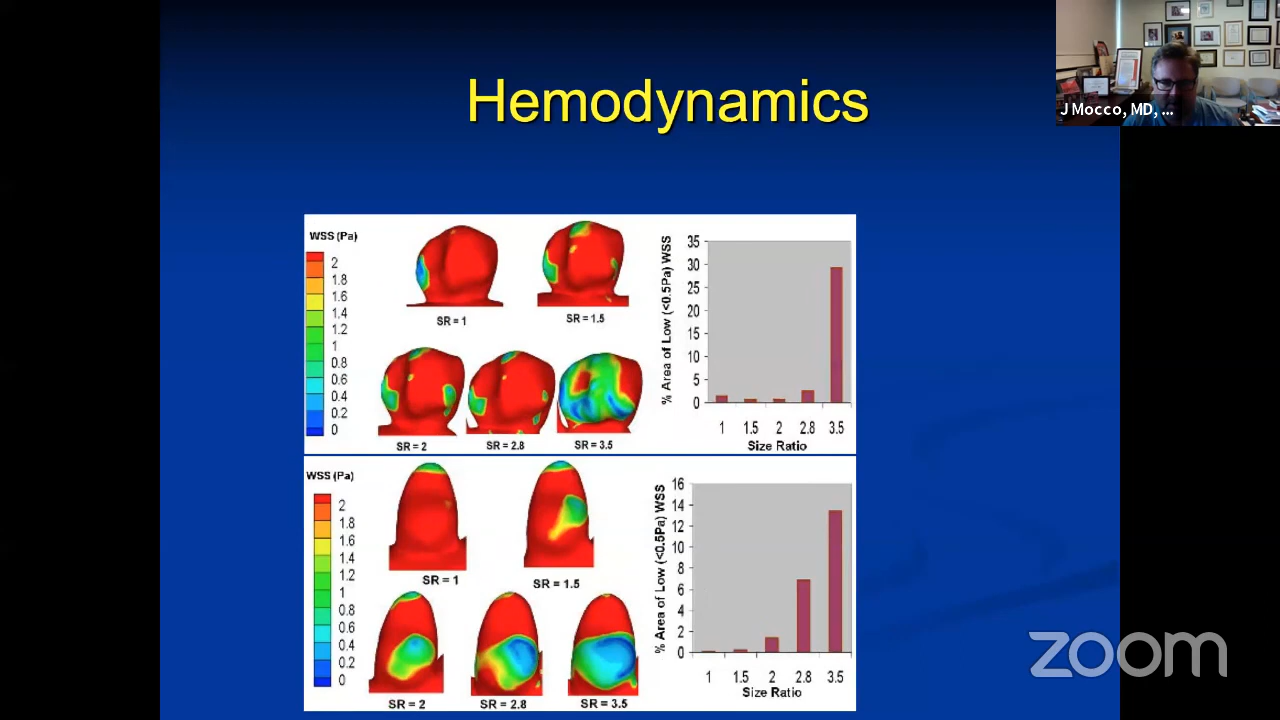 Hemodynamics
J Mocco, MD, ...
WSS (Pa)
2
1.8
1.6
1.4
1.2
1
0.8
0.6
0.4
0.2
0
SR = 1
SR = 1.5
SR = 2
SR = 2.8
SR = 3.5
% Area of Low (<0.5Pa) WSS
35
30
25
20
15
10
5
0
1 1.5 2 2.8 3.5
Size Ratio
WSS (Pa)
2
1.8
1.6
1.4
1.2
1
0.8
0.6
0.4
0.2
0
SR = 1
SR = 1.5
SR = 2
SR = 2.8
SR = 3.5
% Area of Low (<0.5Pa) WSS
16
14
12
10
8
6
4
2
0
1 1.5 2 2.8 3.5
Size Ratio
zoom